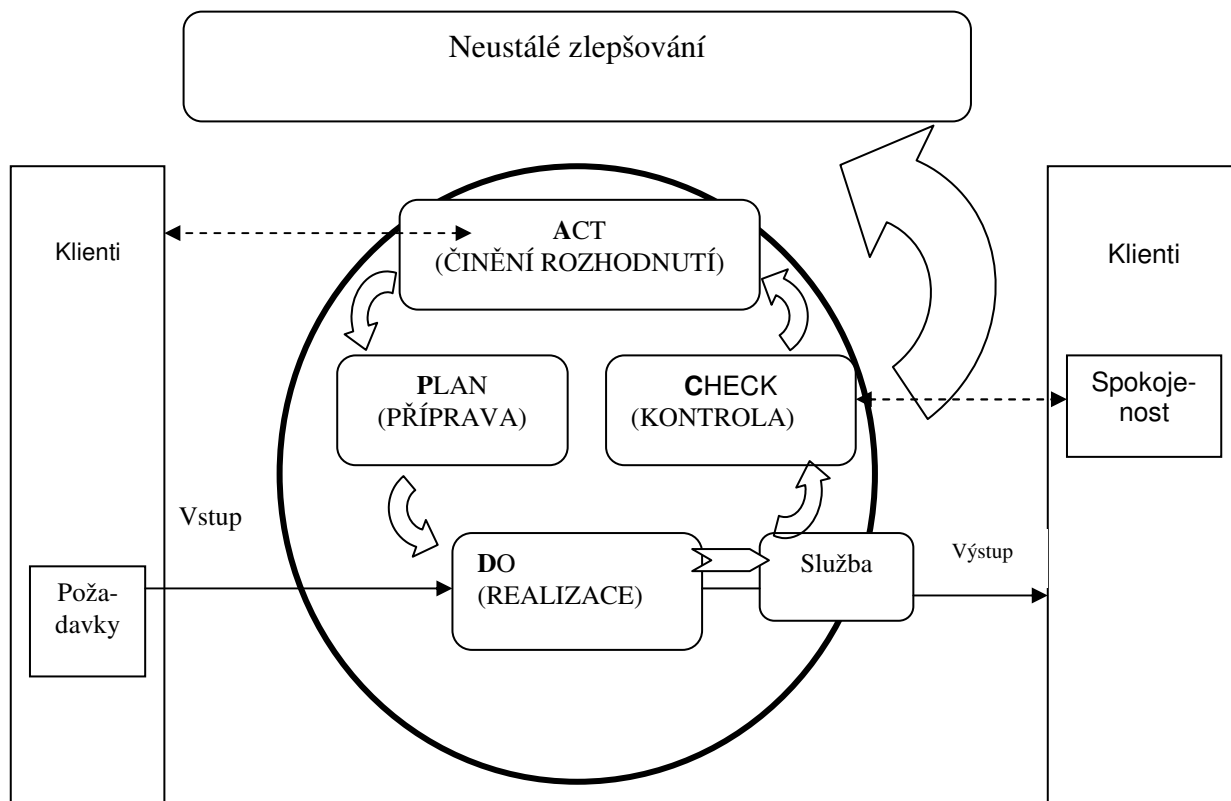 Neustálé zlepšování
Klienti
ACT
(ČINĚNÍ ROZHODNUTÍ)
Klienti
PLAN
(PŘÍPRAVA)
CHECK
(KONTROLA)
Spokoje-
nost
Vstup
DO
(REALIZACE)
Služba
Výstup
Poža-
davky